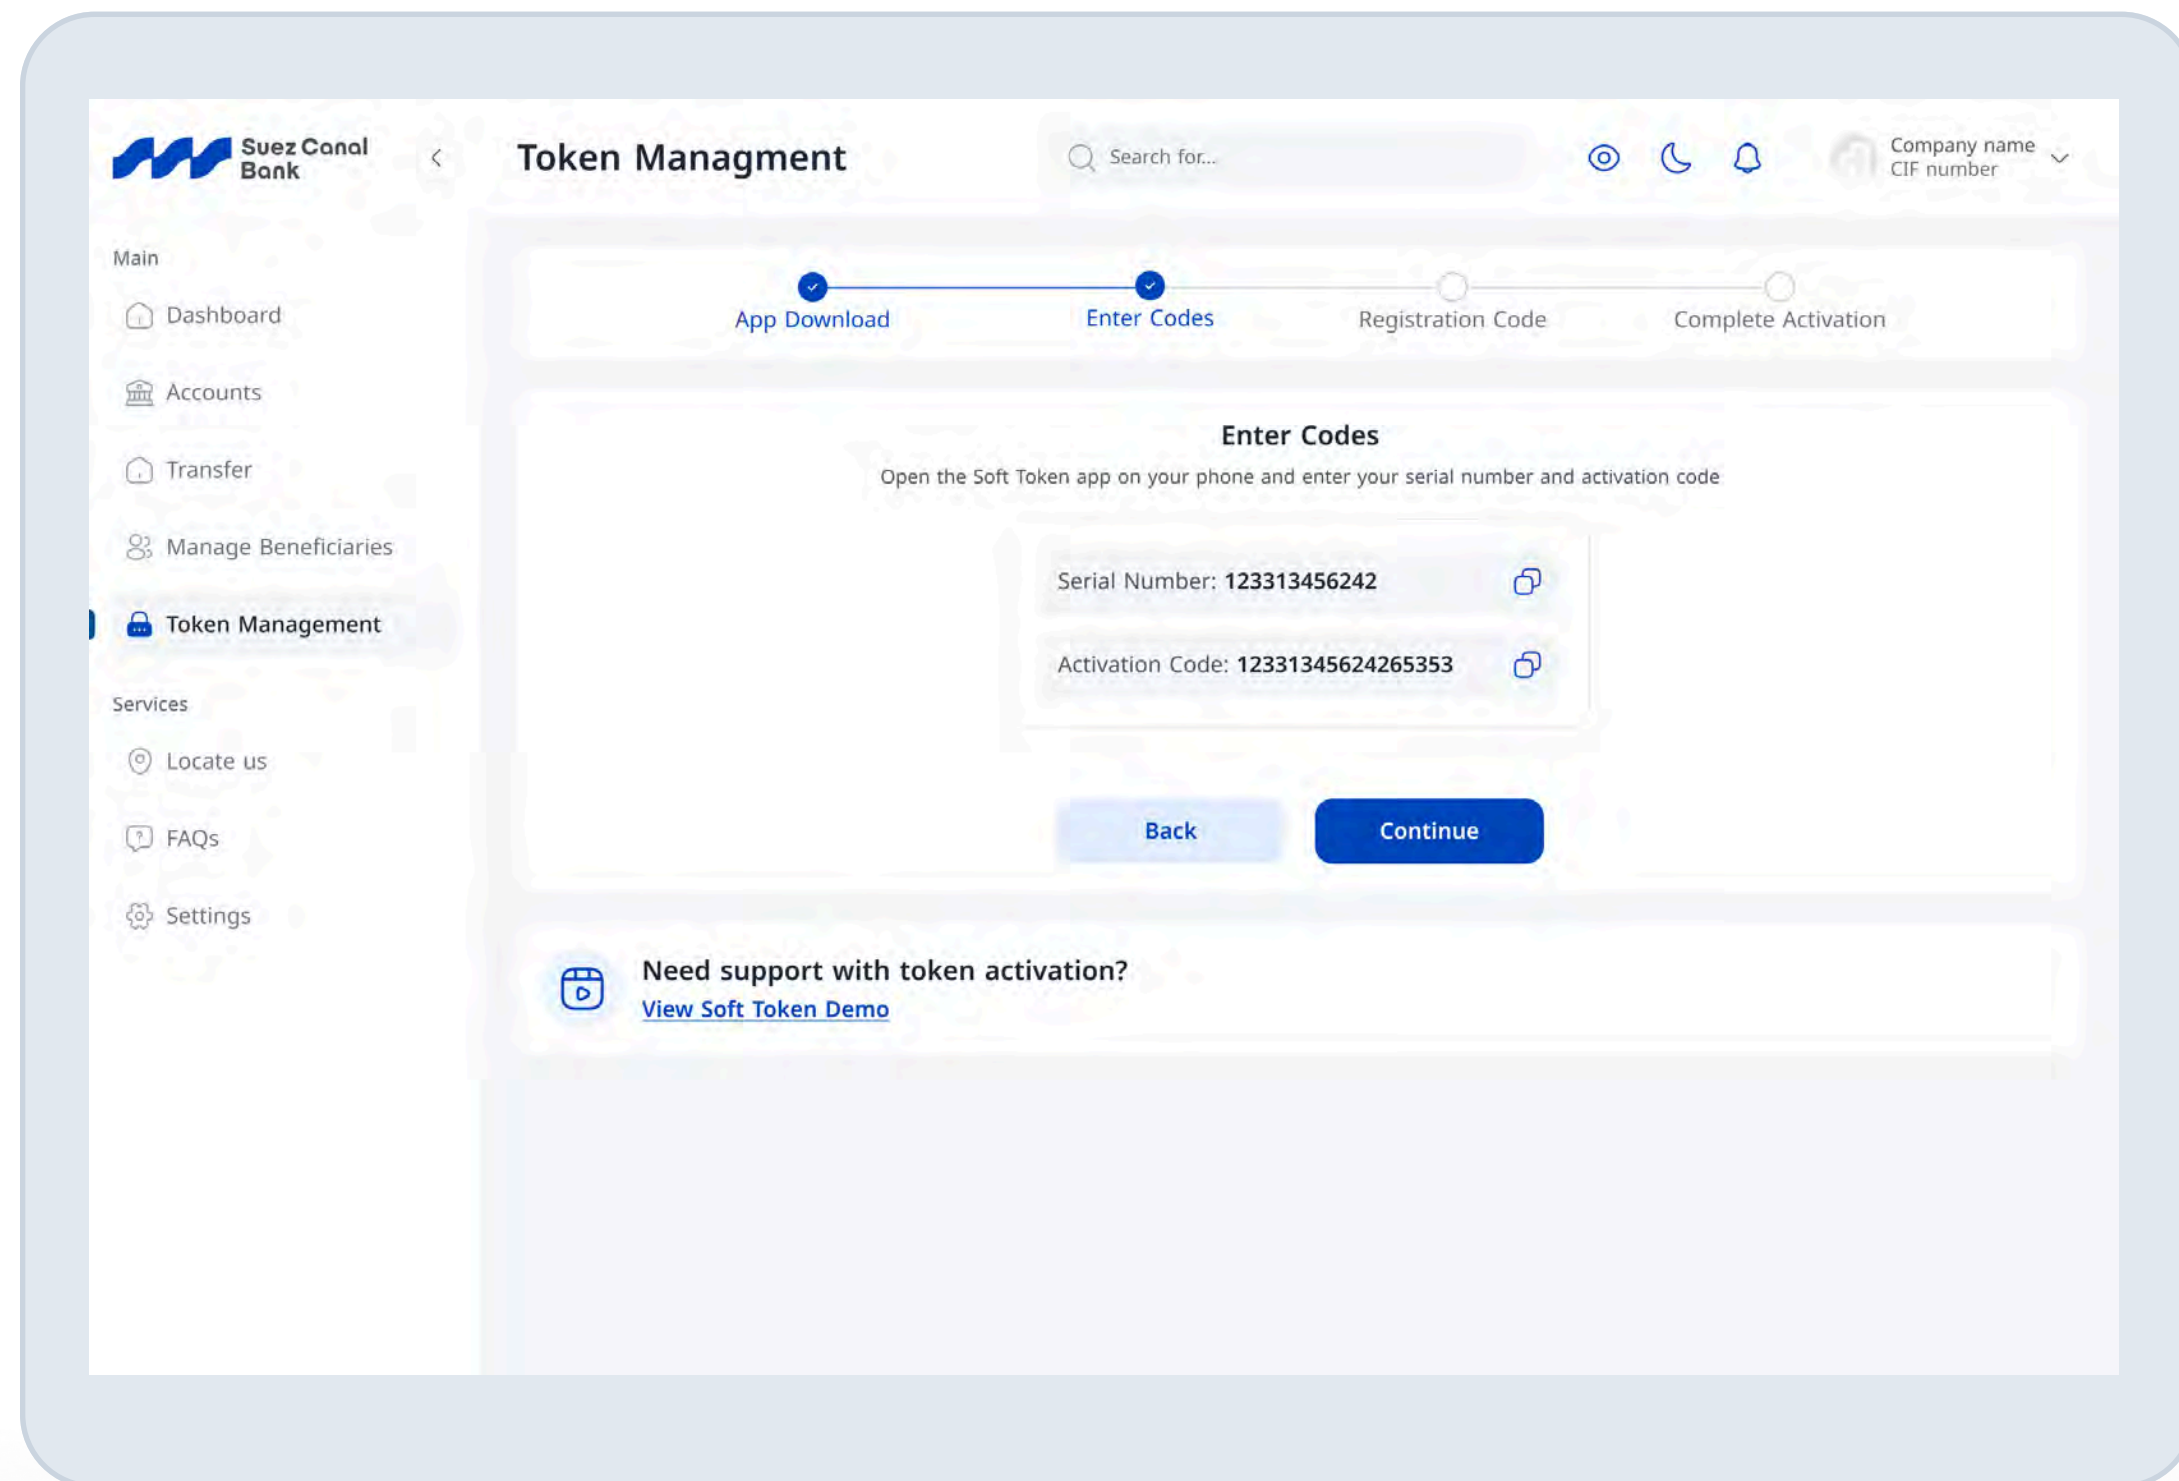 Suez Canal
Bank
Token Managment
Search for...
Company name
CIF number
Main
Dashboard
Accounts
Transfer
Manage Beneficiaries
Token Management
Services
Locate us
FAQs
Settings
App Download
Enter Codes
Registration Code
Complete Activation
Enter Codes
Open the Soft Token app on your phone and enter your serial number and activation code
Serial Number: 123313456242
Activation Code: 12331345624265353
Back
Continue
Need support with token activation?
View Soft Token Demo